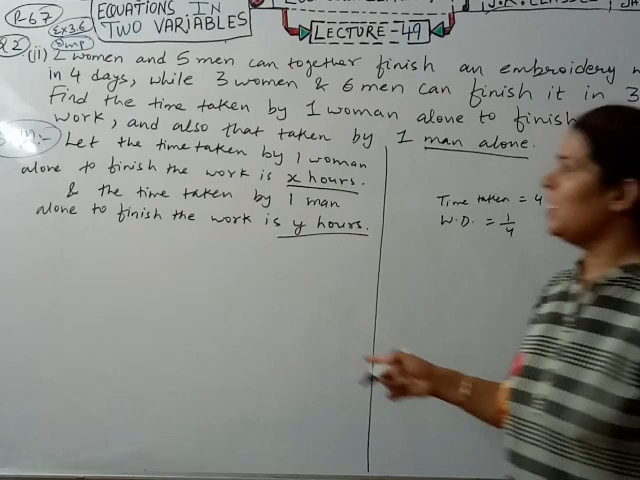 P-67
EQUATIONS IN
TWO VARIABLES
Ex 3.6
Imp
LECTURE-49
(ii) 2 women and 5 men can together finish an embroidery
in 4 days, while 3 women & 6 men can finish it in 3
Find the time taken by 1 woman alone to finish
work, and also that taken by 1 man alone.
Let the time taken by 1 woman
alone to finish the work is x hours.
& the time taken by 1 man
alone to finish the work is y hours.
Time taken = 4
W.D. = 1/4